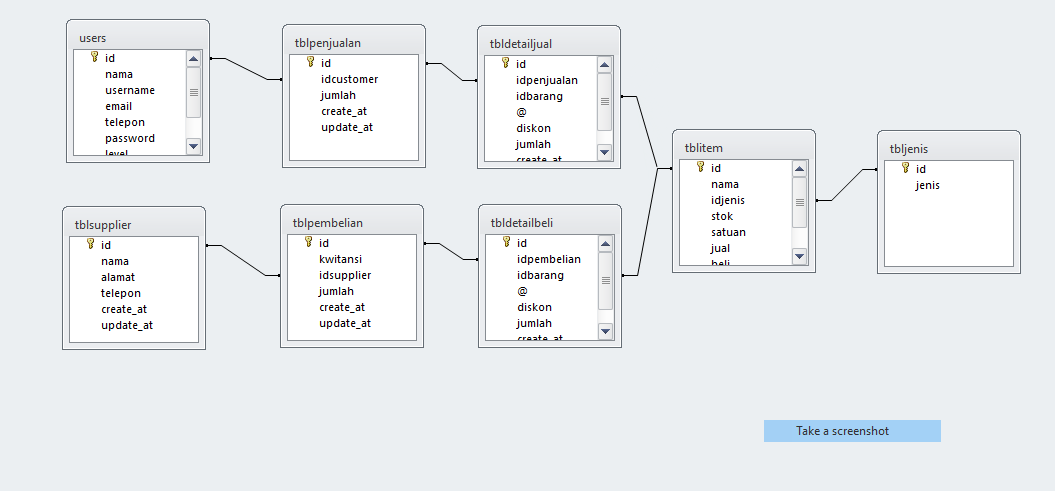 users
id
nama
username
email
telepon
password
level
tblpenjualan
id
idcustomer
jumlah
create_at
update_at
tbldetailjual
id
idpenjualan
idbarang
@
diskon
jumlah
create_at
tblitem
id
nama
idjenis
stok
satuan
jual
beli
tbljenis
id
jenis
tblsupplier
id
nama
alamat
telepon
create_at
update_at
tblpembelian
id
kwitansi
idsupplier
jumlah
create_at
update_at
tbldetailbeli
id
idpembelian
idbarang
@
diskon
jumlah
create_at
Take a screenshot